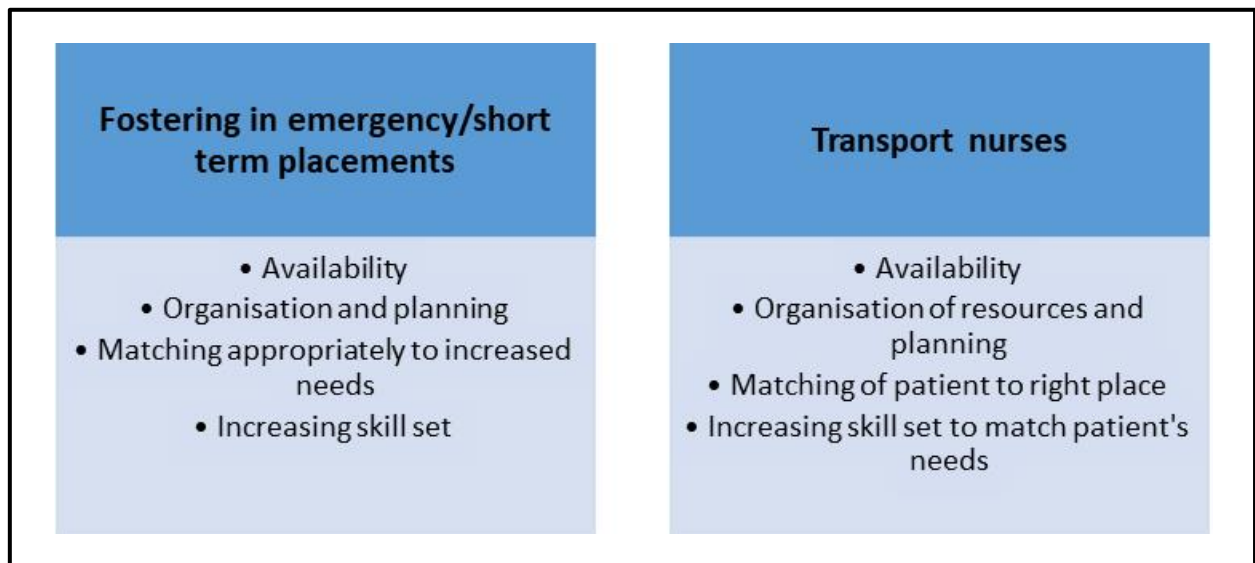 Fostering in emergency/short
term placements
• Availability
• Organisation and planning
• Matching appropriately to increased
needs
• Increasing skill set
Transport nurses
• Availability
• Organisation of resources and
planning
• Matching of patient to right place
• Increasing skill set to match patient's
needs